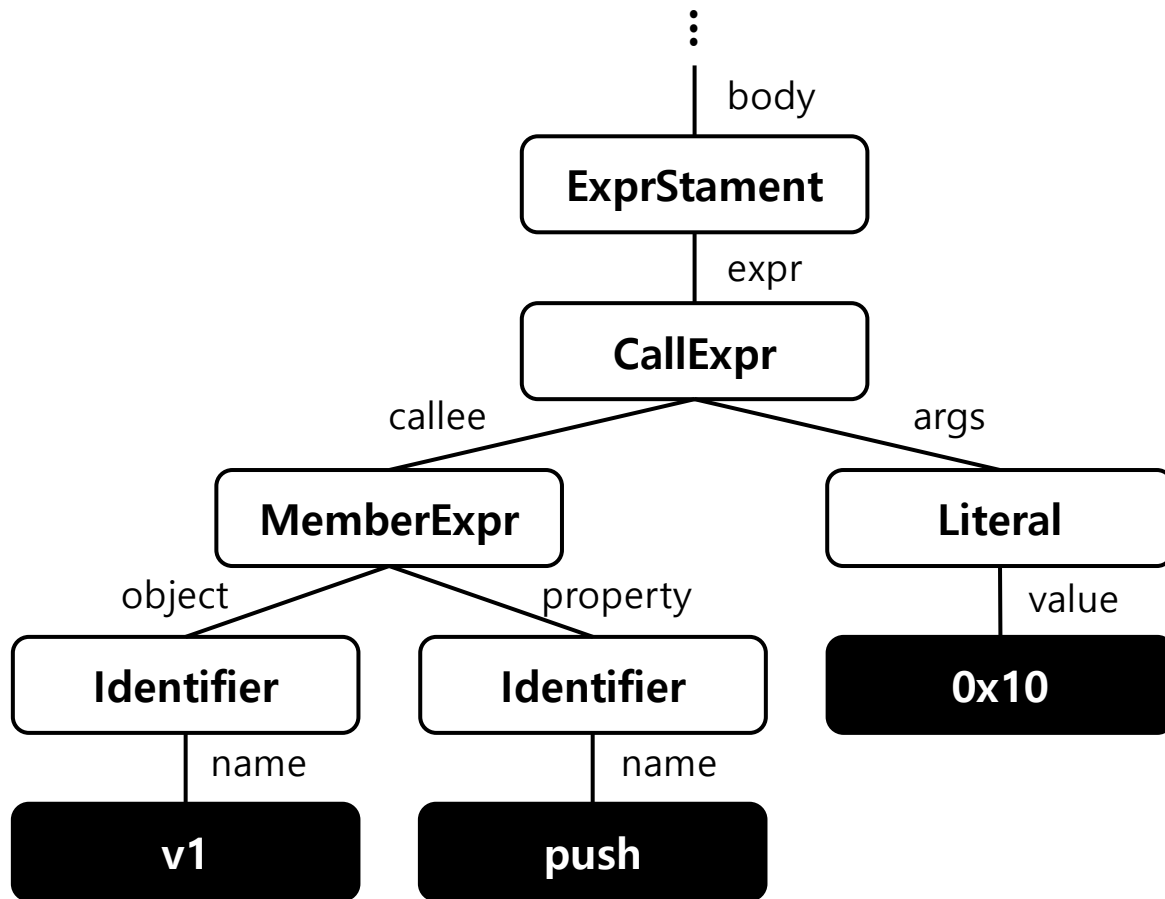 ⋮
body
ExprStament
expr
CallExpr
callee
args
MemberExpr
Literal
object
property
value
Identifier
Identifier
0x10
name
name
v1
push